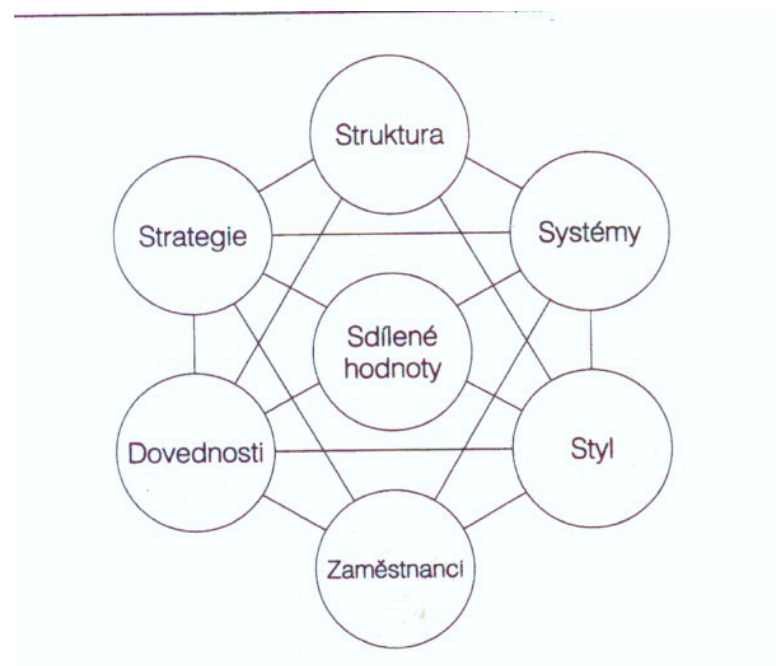 Struktura
Strategie
Systémy
Sdílené
hodnoty
Dovednosti
Styl
Zaměstnanci